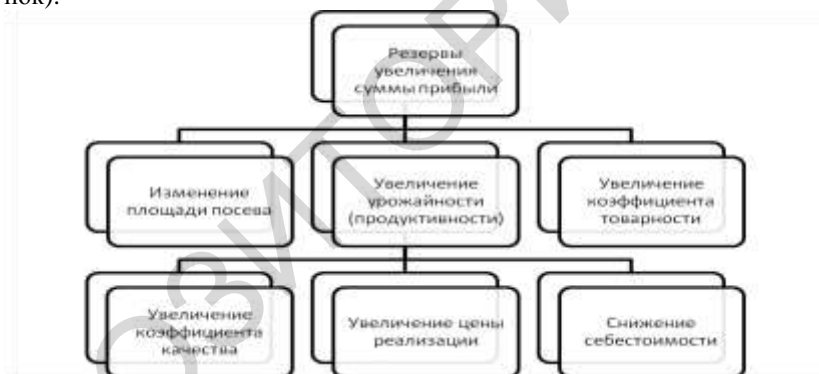 нок).
Резервы
увеличения
суммы прибыли
Изменение
площади посева
Увеличение
урожайности
(продуктивности)
Увеличение
коэффициента
товарности
Увеличение
коэффициента
качества
Увеличение цены
реализации
Снижение
себестоимости